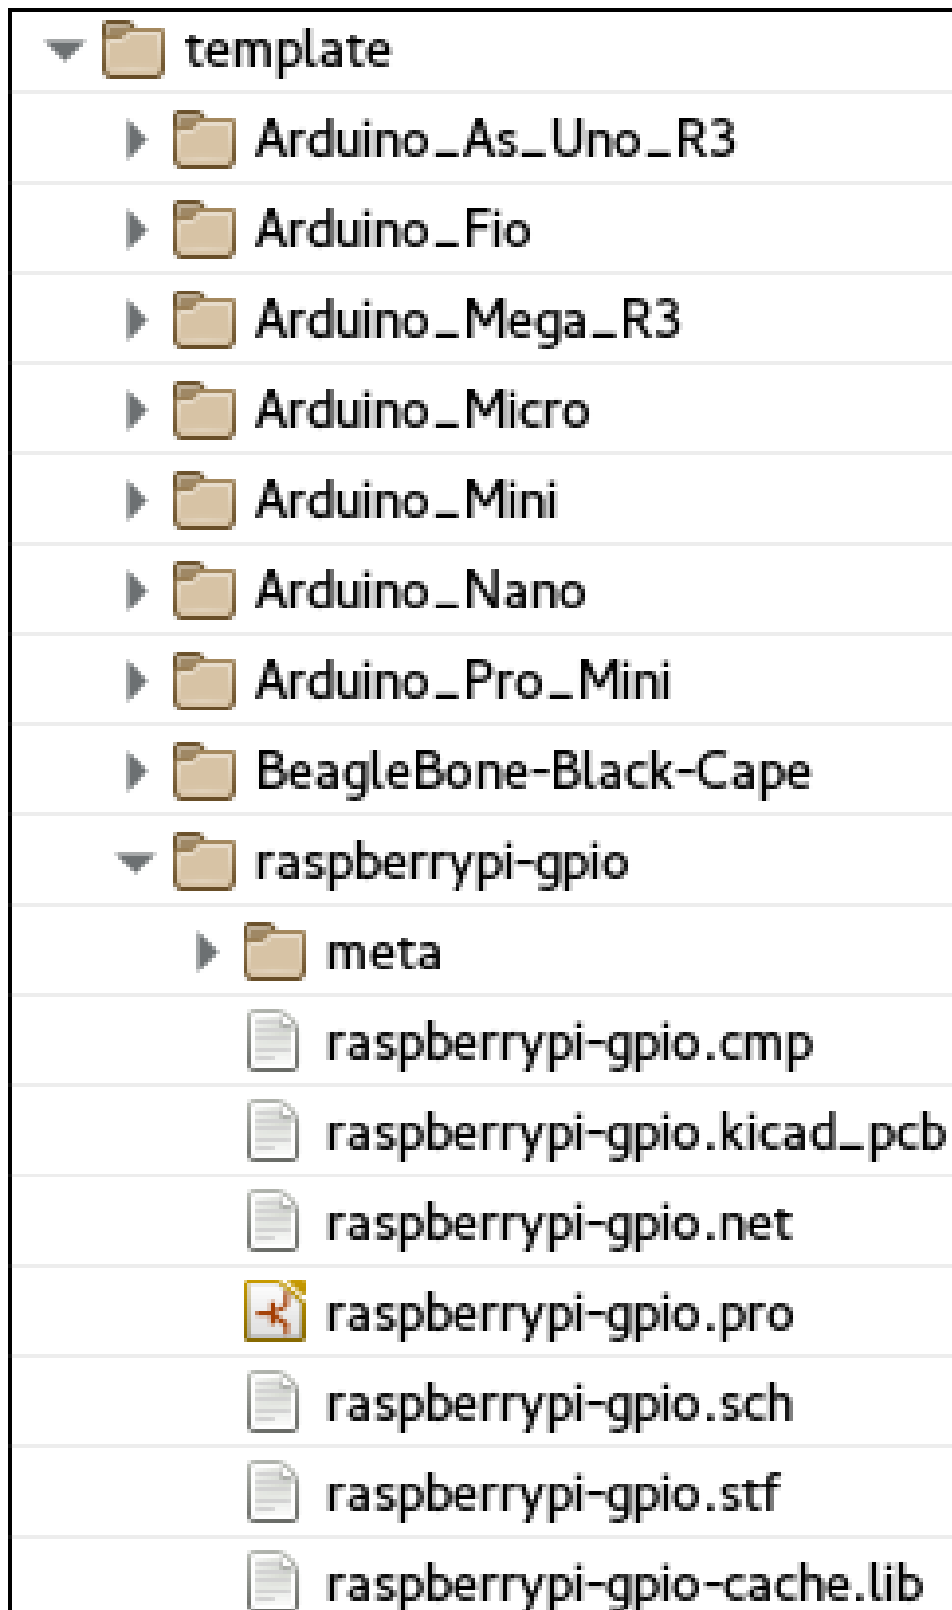 template
Arduino_As_Uno_R3
Arduino_Fio
Arduino_Mega_R3
Arduino_Micro
Arduino_Mini
Arduino_Nano
Arduino_Pro_Mini
BeagleBone-Black-Cape
raspberrypi-gpio
meta
raspberrypi-gpio.cmp
raspberrypi-gpio.kicad_pcb
raspberrypi-gpio.net
raspberrypi-gpio.pro
raspberrypi-gpio.sch
raspberrypi-gpio.stf
raspberrypi-gpio-cache.lib